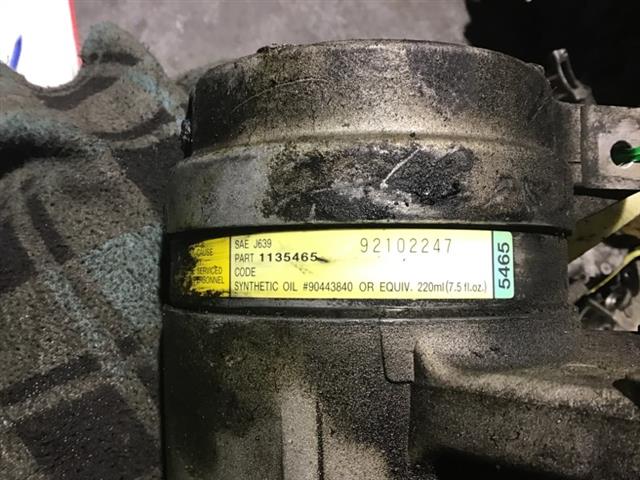 SAE J639
92102247
PART 1135465
CODE
SYNTHETIC OIL #90443840 OR EQUIV. 220ml(7.5 fl.oz.)
CAUSE
SERVICED
PERSONNEL
5465